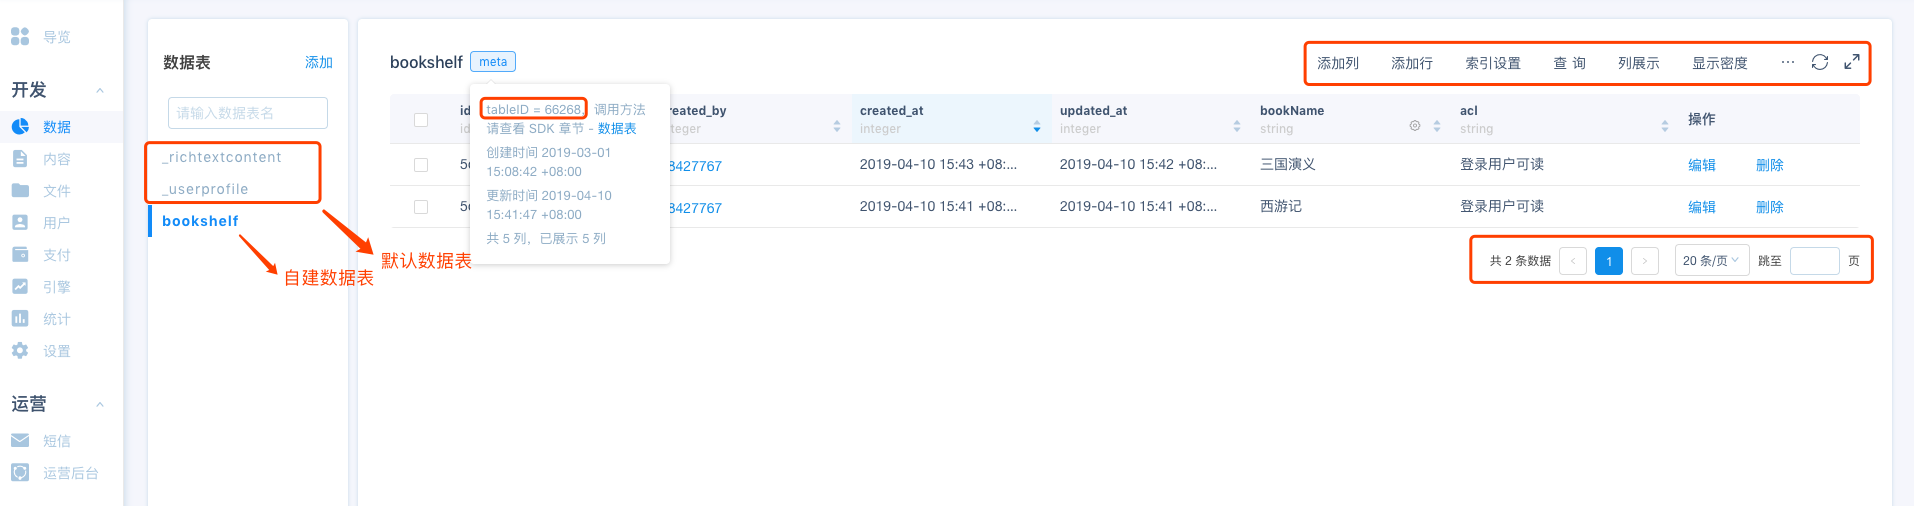 导览
开发
数据
内容
文件
用户
支付
引擎
统计
设置
运营
短信
运营后台
数据表 添加
请输入数据表名
_richtextcontent
_userprofile
bookshelf
自建数据表
默认数据表
bookshelf meta
添加列 添加行 索引设置 查 询 列展示 显示密度 ...
tableID = 66268, 调用方法
请查看 SDK 章节 - 数据表
创建时间 2019-03-01
15:08:42 +08:00
更新时间 2019-04-10
15:41:47 +08:00
共 5 列，已展示 5 列
id reated_by created_at updated_at bookName acl 操作
teger integer integer string string
8427767 2019-04-10 15:43 +08:... 2019-04-10 15:42 +08:... 三国演义 登录用户可读 编辑 删除
8427767 2019-04-10 15:41 +08:... 2019-04-10 15:41 +08:... 西游记 登录用户可读 编辑 删除
共 2 条数据 < 1 > 20 条/页 跳至 页